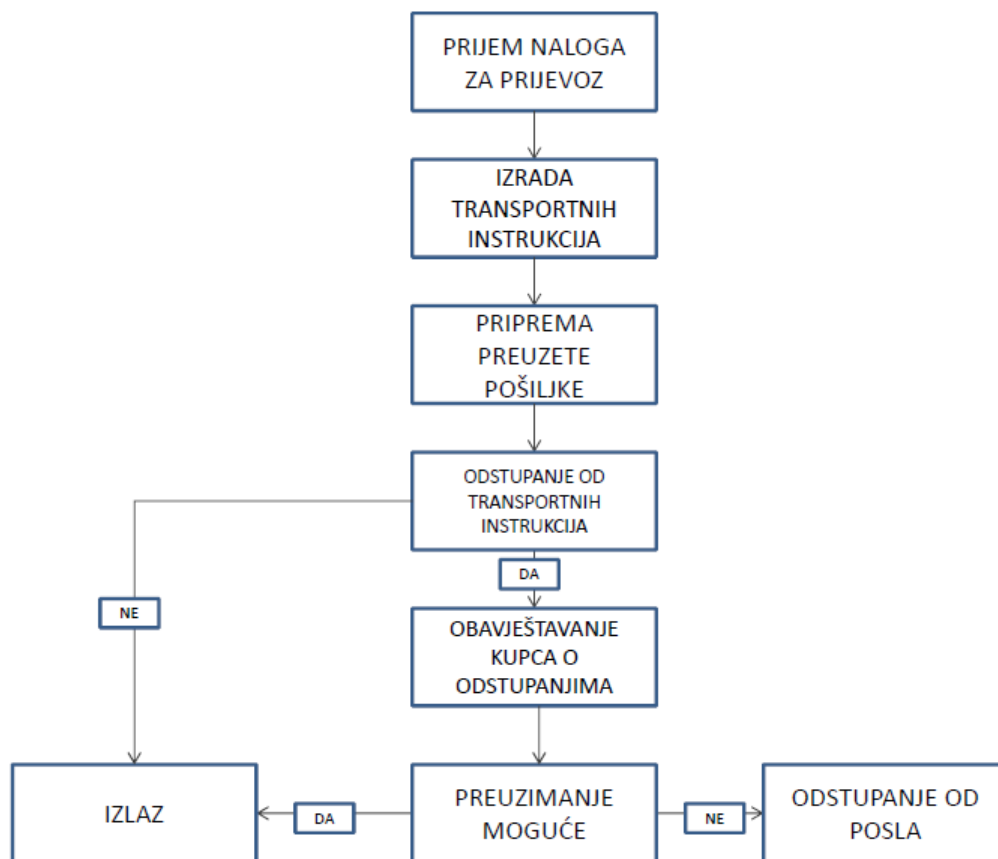 PRIJEM NALOGA
ZA PRIJEVOZ
IZRADA
TRANSPORTNIH
INSTRUKCIJA
PRIPREMA
PREUZETE
POŠILJKE
ODSTUPANJE OD
TRANSPORTNIH
INSTRUKCIJA
DA
NE
OBAVJEŠTAVANJE
KUPCA O
ODSTUPANJIMA
IZLAZ
DA
PREUZIMANJE
MOGUĆE
NE
ODSTUPANJE OD
POSLA